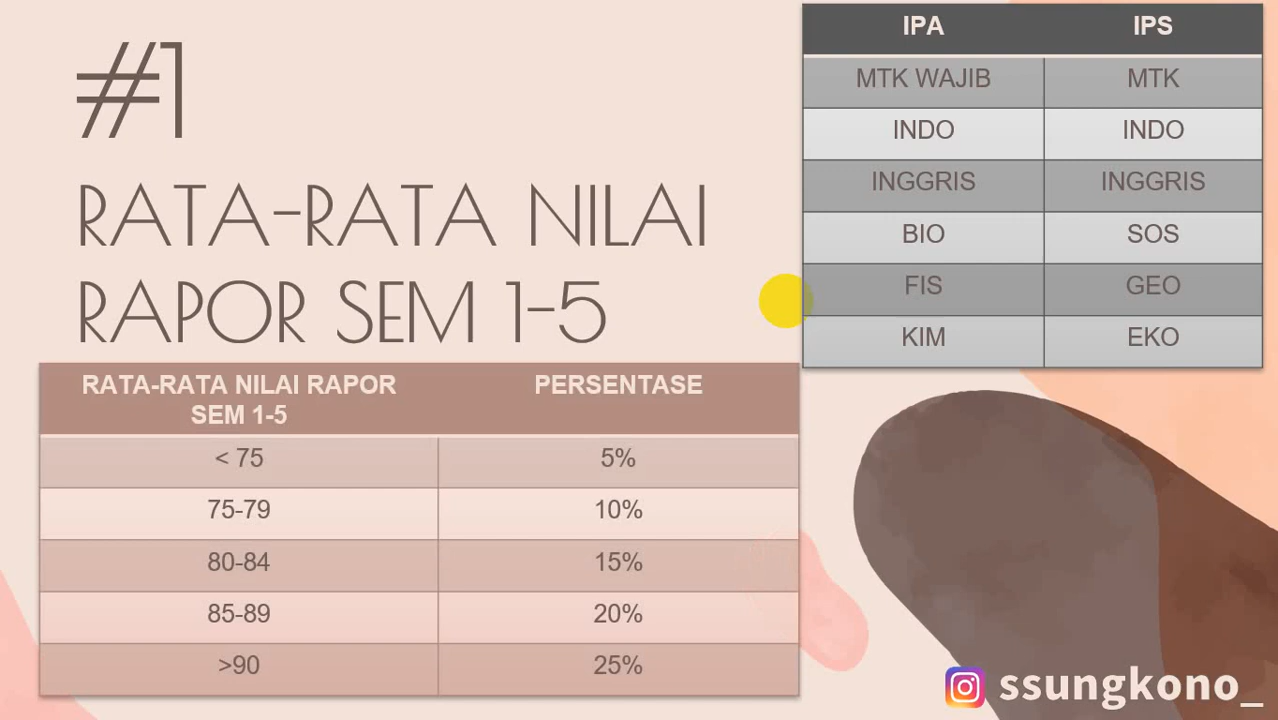 #1
RATA-RATA NILAI
RAPOR SEM 1-5
IPA IPS
MTK WAJIB MTK
INDO INDO
INGGRIS INGGRIS
BIO SOS
FIS GEO
KIM EKO
RATA-RATA NILAI RAPOR
SEM 1-5
PERSENTASE
< 75 5%
75-79 10%
80-84 15%
85-89 20%
>90 25%
ssungkono_